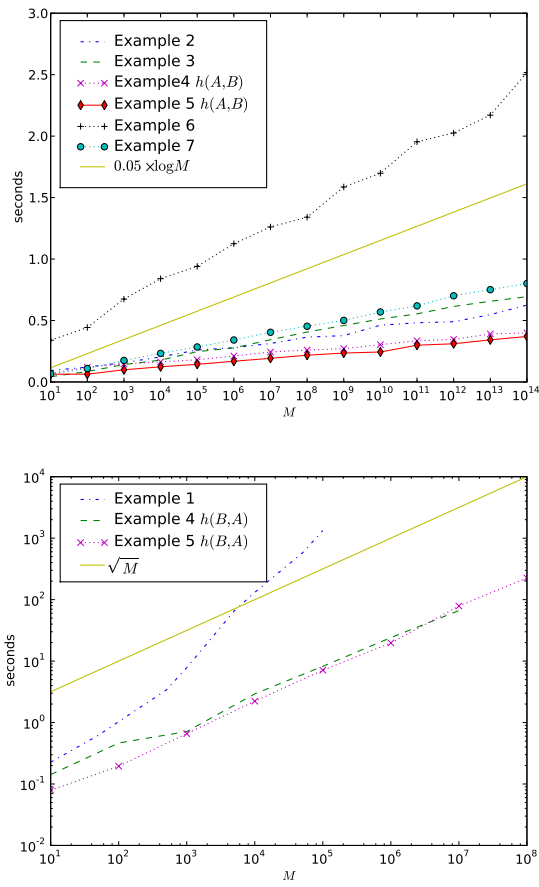 3.0
2.5
2.0
1.5
1.0
0.5
0.0
seconds
Example 2
Example 3
Example4 h(A,B)
Example 5 h(A,B)
Example 6
Example 7
0.05 ×logM
10^1 10^2 10^3 10^4 10^5 10^6 10^7 10^8 10^9 10^10 10^11 10^12 10^13 10^14
M
10^4
10^3
10^2
10^1
10^0
10^-1
10^-2
seconds
Example 1
Example 4 h(B,A)
Example 5 h(B,A)
√M
10^1 10^2 10^3 10^4 10^5 10^6 10^7 10^8
M